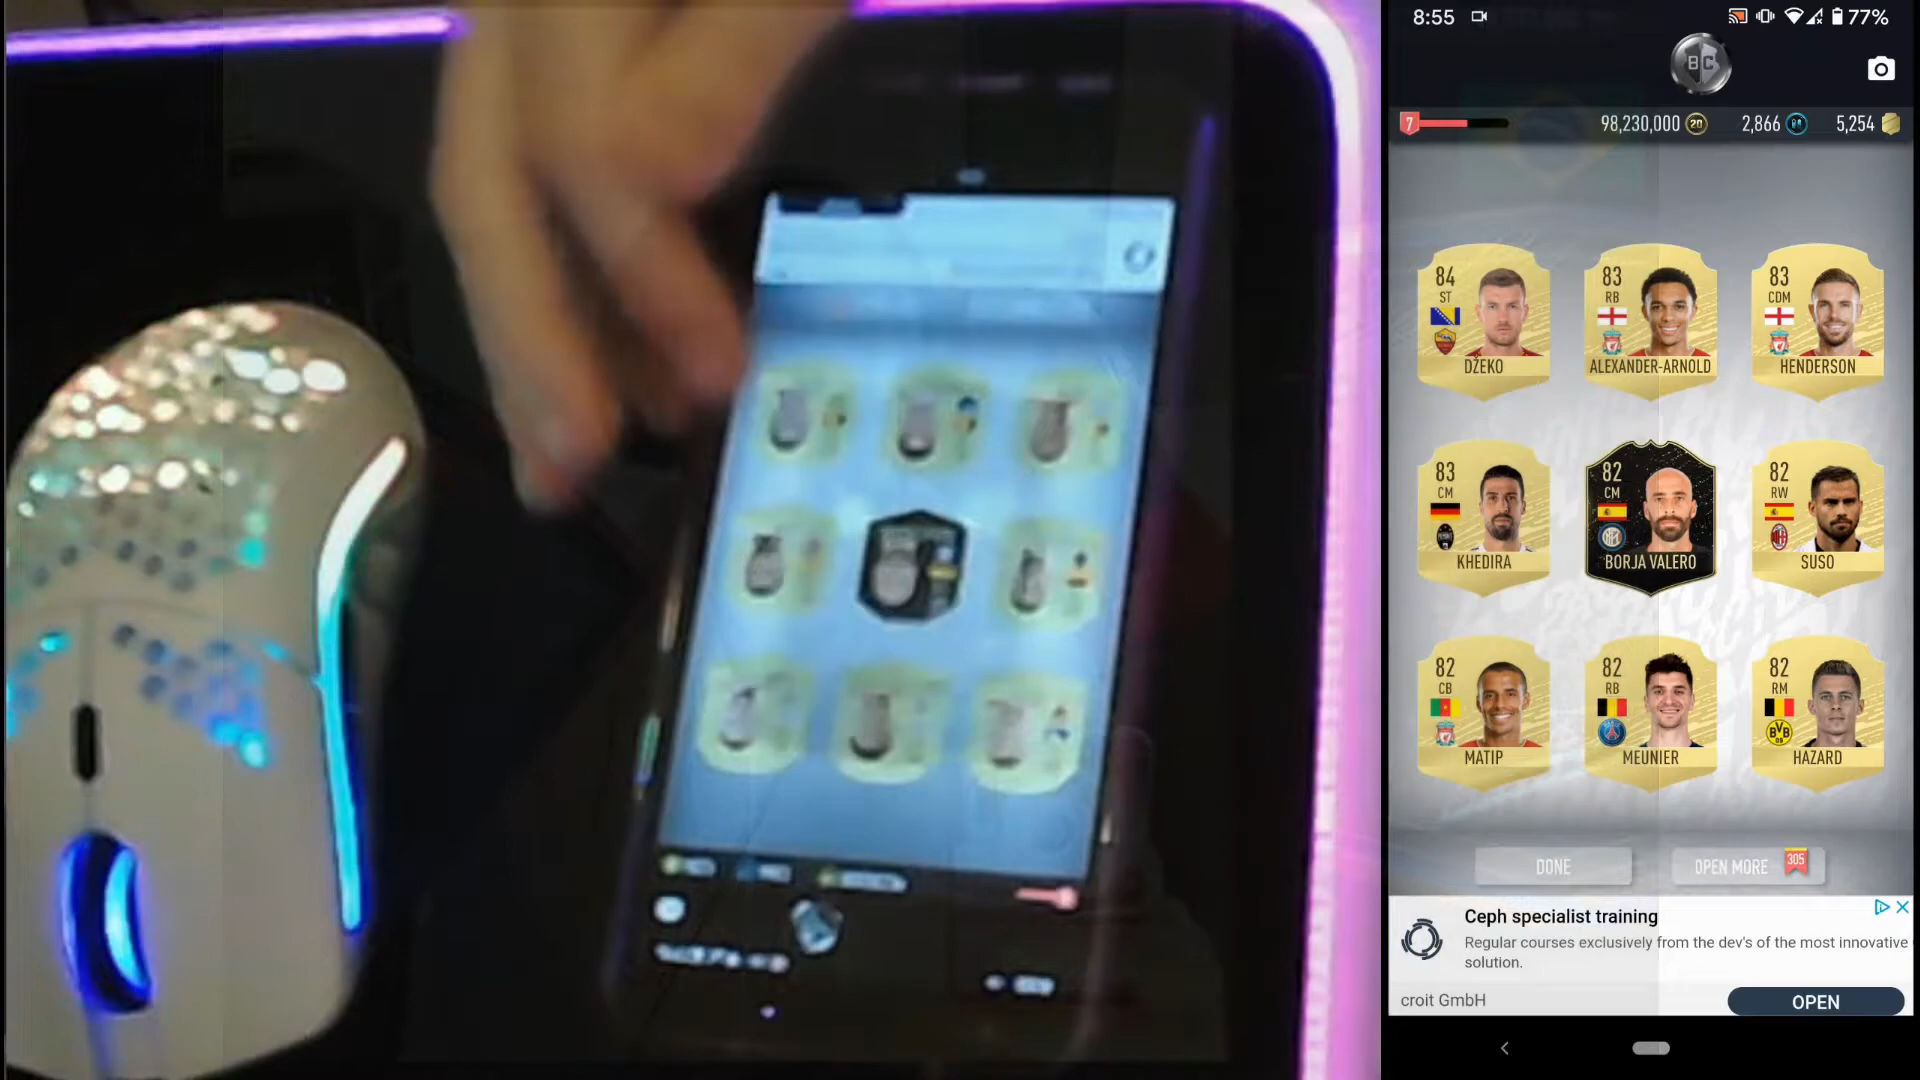 8:55
77%
BC
7
98,230,000 20 2,866 5,254
84
ST
DŽEKO
83
RB
ALEXANDER-ARNOLD
83
CDM
HENDERSON
83
CM
KHEDIRA
82
CM
BORJA VALERO
82
RW
SUSO
82
CB
MATIP
82
RB
MEUNIER
82
RM
HAZARD
DONE
OPEN MORE 305
Ceph specialist training
Regular courses exclusively from the dev's of the most innovative
solution.
croit GmbH
OPEN